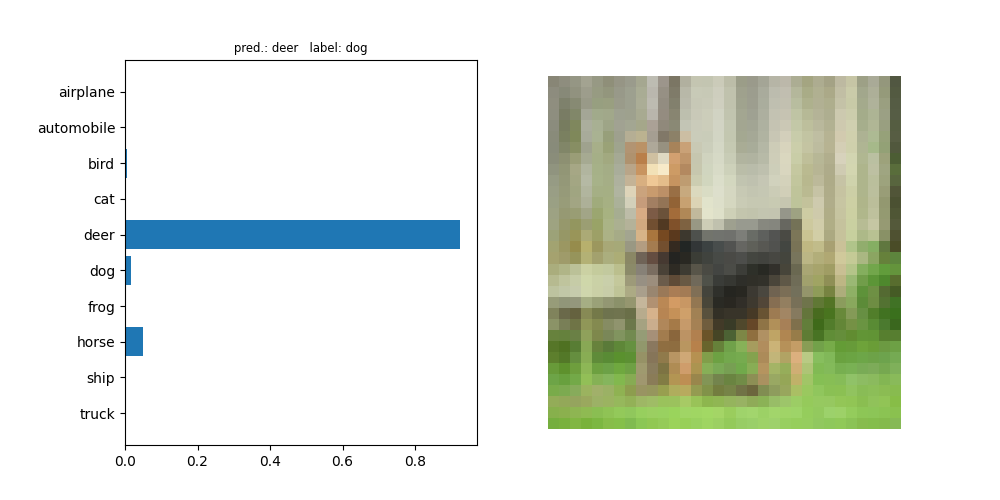 pred.: deer   label: dog
airplane
automobile
bird
cat
deer
dog
frog
horse
ship
truck
0.0 0.2 0.4 0.6 0.8